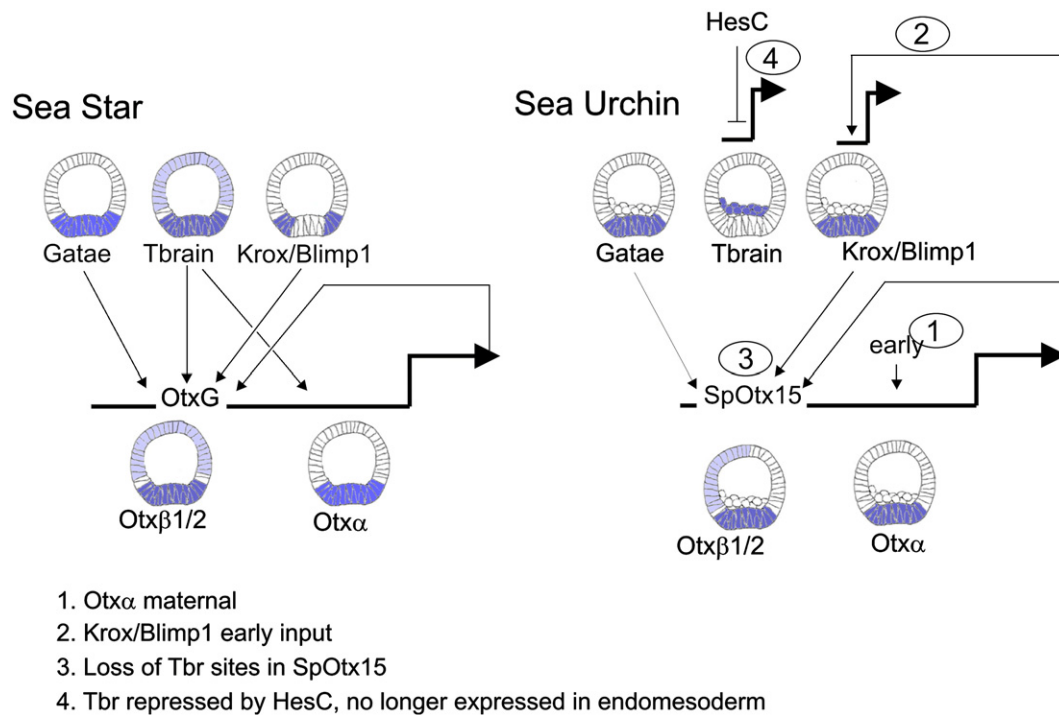 HesC
2
4
Sea Star
Sea Urchin
Gatae
Tbrain
Krox/Blimp1
Gatae
Tbrain
Krox/Blimp1
1
early
3
OtxG
SpOtx15
Otxβ1/2
Otxα
Otxβ1/2
Otxα
1. Otxα maternal
2. Krox/Blimp1 early input
3. Loss of Tbr sites in SpOtx15
4. Tbr repressed by HesC, no longer expressed in endomesoderm